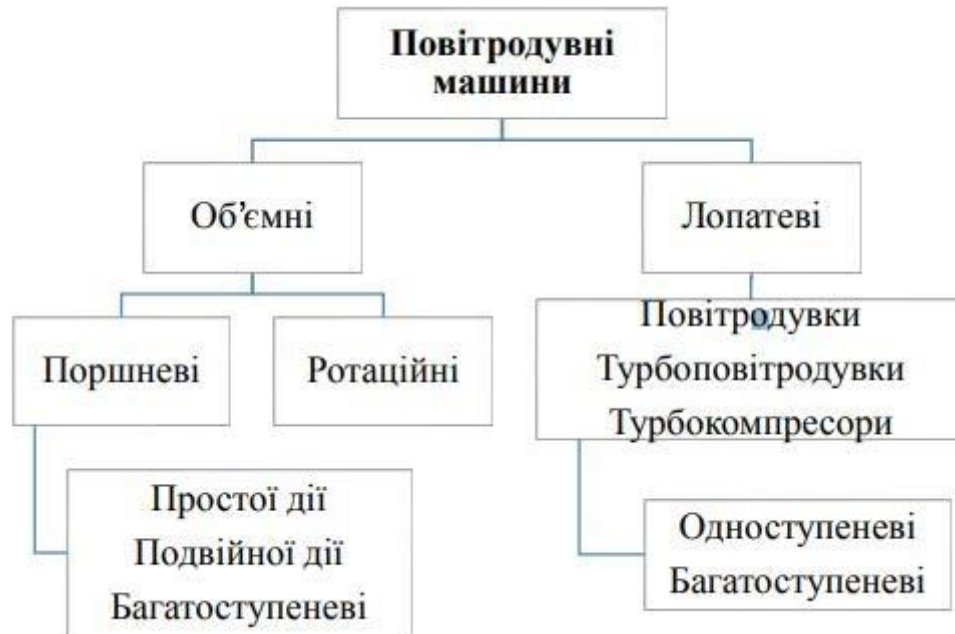 Повітродувні
машини
Об’ємні
Лопатеві
Поршневі
Ротаційні
Повітродувки
Турбоповітродувки
Турбокомпресори
Простої дії
Подвійної дії
Багатоступеневі
Одноступеневі
Багатоступеневі